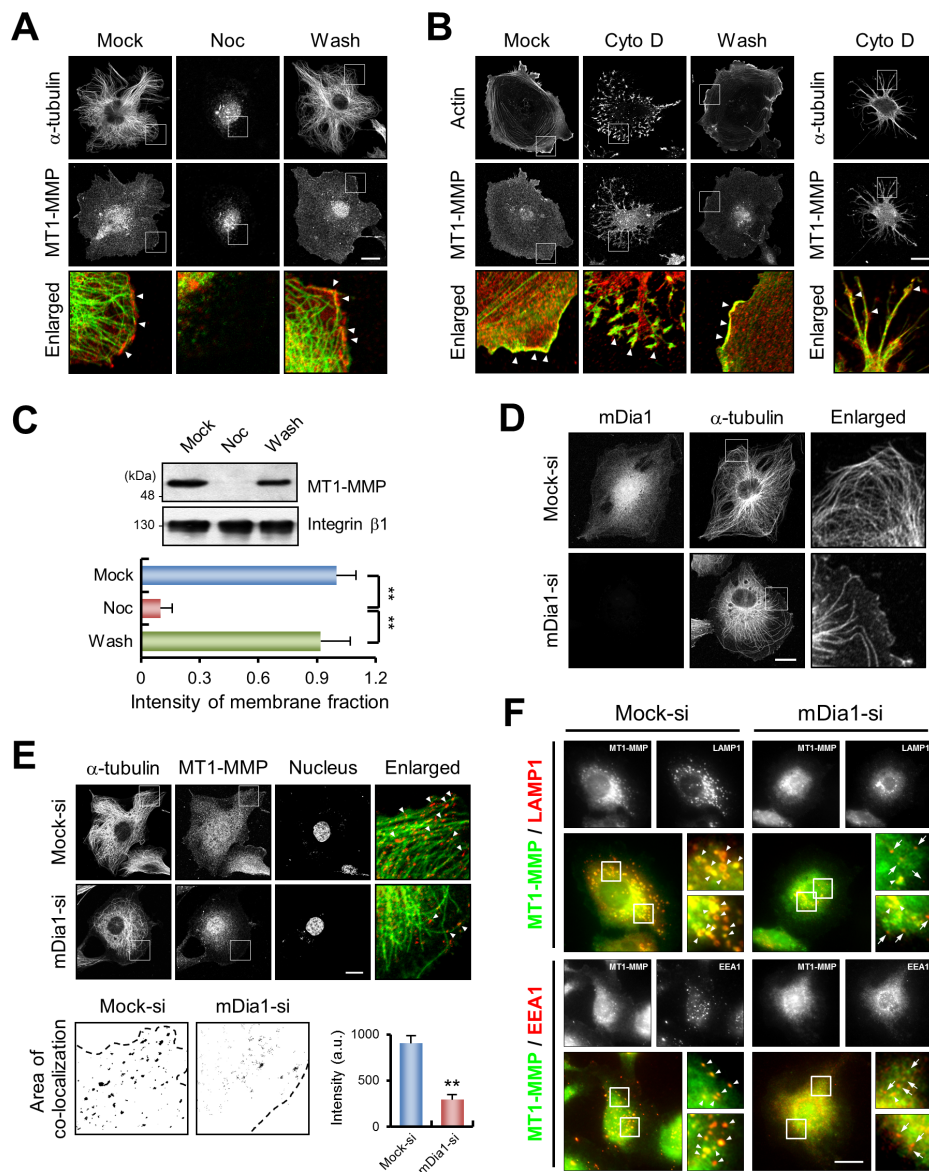 A
Mock Noc Wash
α-tubulin
MT1-MMP
Enlarged
B
Mock Cyto D Wash Cyto D
Actin
α-tubulin
MT1-MMP
MT1-MMP
Enlarged
Enlarged
C
Mock Noc Wash
(kDa)
48
MT1-MMP
130
Integrin β1
Mock
Noc
Wash
**
**
0 0.3 0.6 0.9 1.2
Intensity of membrane fraction
D
mDia1 α-tubulin Enlarged
Mock-si
mDia1-si
E
α-tubulin MT1-MMP Nucleus Enlarged
Mock-si
mDia1-si
Mock-si mDia1-si
Area of
co-localization
Intensity (a.u.)
1000
500
0
**
Mock-si
mDia1-si
F
Mock-si mDia1-si
MT1-MMP LAMP1 MT1-MMP LAMP1
MT1-MMP / LAMP1
MT1-MMP EEA1 MT1-MMP EEA1
MT1-MMP / EEA1